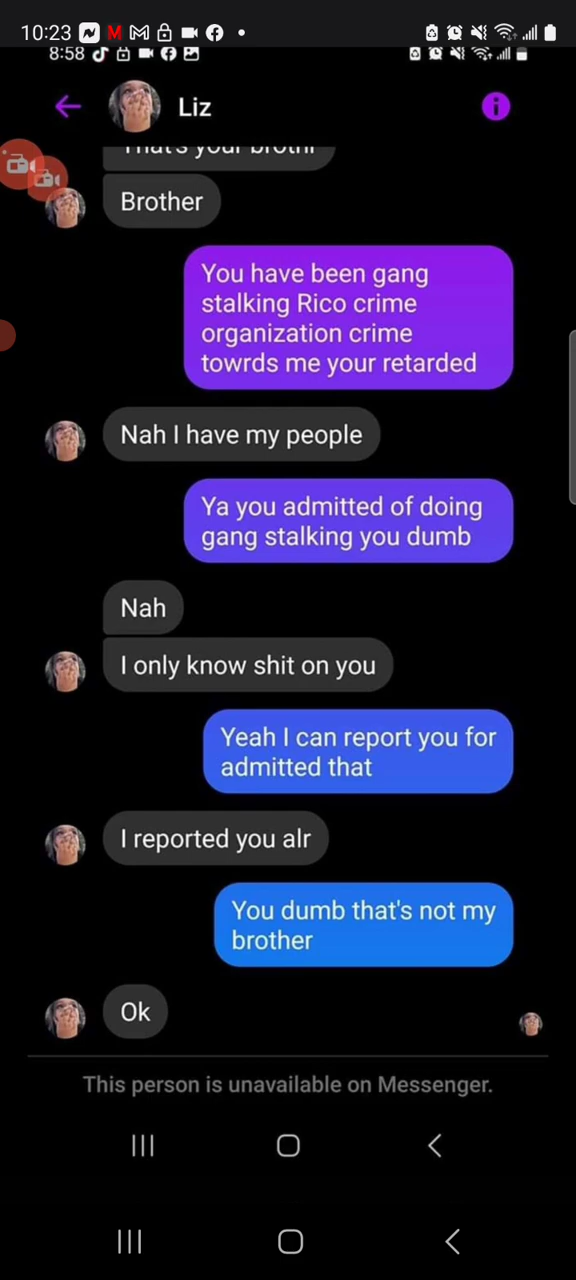 10:23
8:58
Liz
That's your brothr
Brother
You have been gang
stalking Rico crime
organization crime
towrds me your retarded
Nah I have my people
Ya you admitted of doing
gang stalking you dumb
Nah
I only know shit on you
Yeah I can report you for
admitted that
I reported you alr
You dumb that's not my
brother
Ok
This person is unavailable on Messenger.